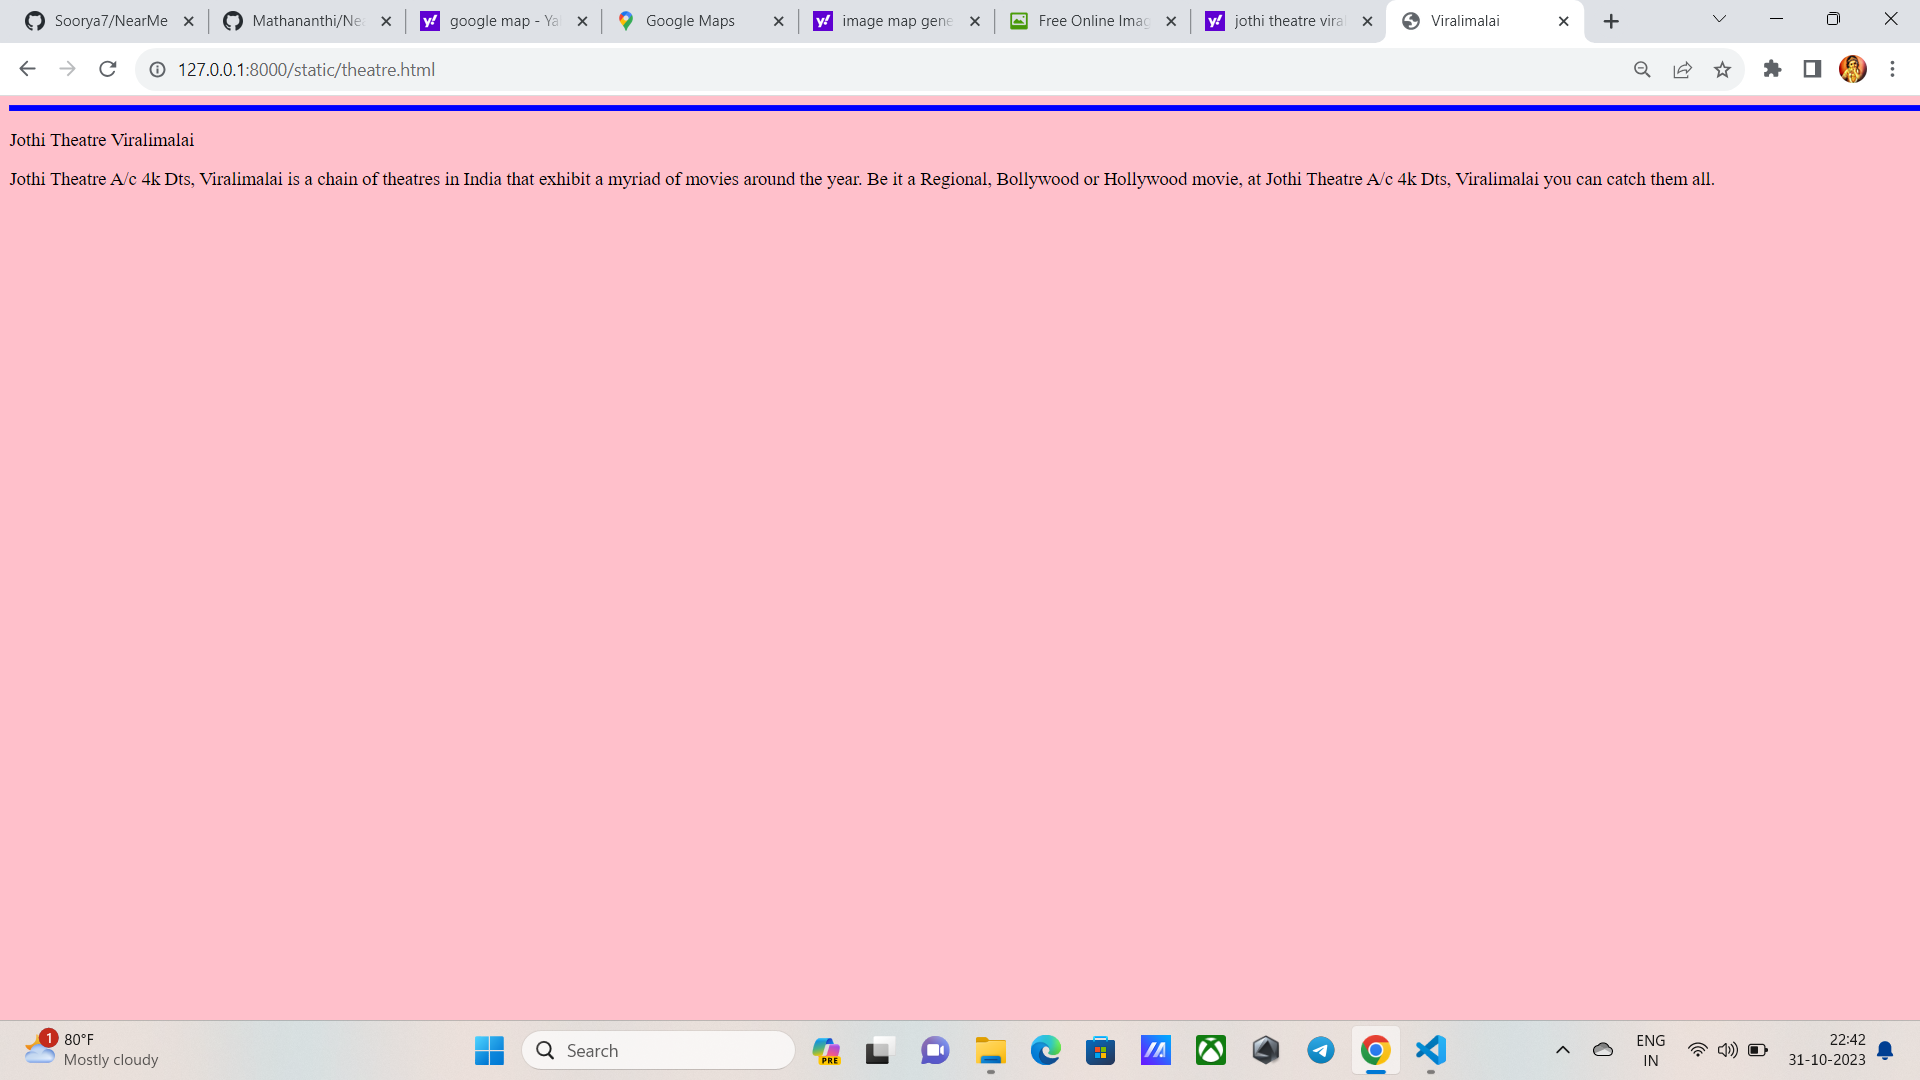 Soorya7/NearMe
Mathananthi/Nea
google map - Yah
Google Maps
image map gene
Free Online Imag
jothi theatre viral
Viralimalai
127.0.0.1:8000/static/theatre.html
Jothi Theatre Viralimalai
Jothi Theatre A/c 4k Dts, Viralimalai is a chain of theatres in India that exhibit a myriad of movies around the year. Be it a Regional, Bollywood or Hollywood movie, at Jothi Theatre A/c 4k Dts, Viralimalai you can catch them all.
1
80°F
Mostly cloudy
Search
PRE
ENG
IN
22:42
31-10-2023